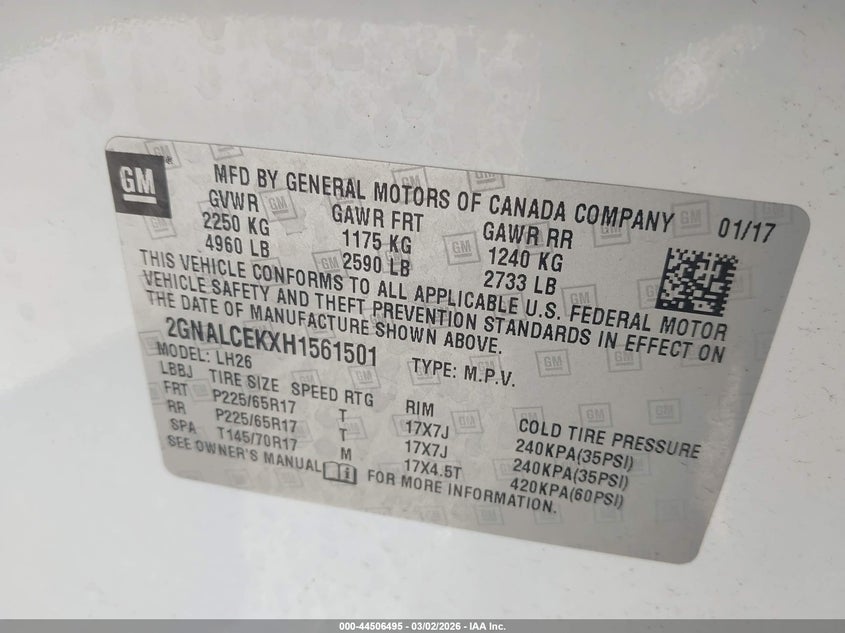 GM
MFD BY GENERAL MOTORS OF CANADA COMPANY 01/17
GVWR GAWR FRT GAWR RR
2250 KG 1175 KG 1240 KG
4960 LB 2590 LB 2733 LB
THIS VEHICLE CONFORMS TO ALL APPLICABLE U.S. FEDERAL MOTOR
VEHICLE SAFETY AND THEFT PREVENTION STANDARDS IN EFFECT ON
THE DATE OF MANUFACTURE SHOWN ABOVE.
2GNALCEKXH1561501 TYPE: M.P.V.
MODEL: LH26
LBBJ TIRE SIZE SPEED RTG RIM COLD TIRE PRESSURE
FRT P225/65R17 T 17X7J 240KPA(35PSI)
RR P225/65R17 T 17X7J 240KPA(35PSI)
SPA T145/70R17 M 17X4.5T 420KPA(60PSI)
SEE OWNER'S MANUAL FOR MORE INFORMATION.
000-44506495 — 03/02/2026 — IAA Inc.